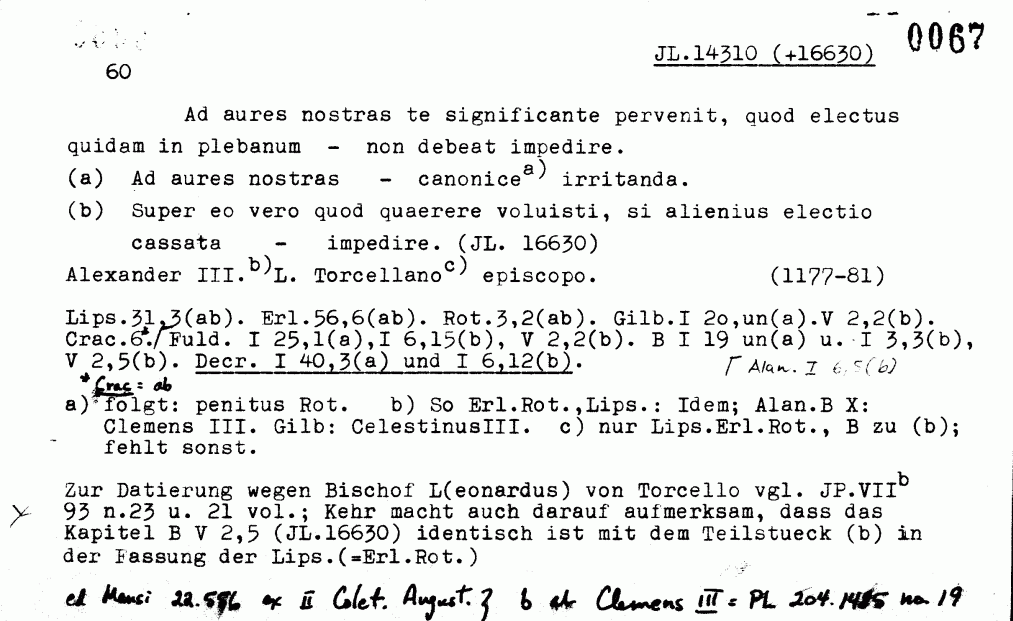 0067
JL.14310 (+16630)
60
Ad aures nostras te significante pervenit, quod electus
quidam in plebanum – non debeat impedire.
(a) Ad aures nostras – canonice a) irritanda.
(b) Super eo vero quod quaerere voluisti, si alienius electio
cassata – impedire. (JL. 16630)
Alexander III. b) L. Torcellano c) episcopo. (1177-81)
Lips.31,3(ab). Erl.56,6(ab). Rot.3,2(ab). Gilb.I 2o,un(a).V 2,2(b).
Crac.6*./Fuld. I 25,1(a),I 6,15(b), V 2,2(b). B I 19 un(a) u. I 3,3(b),
V 2,5(b). Decr. I 40,3(a) und I 6,12(b). ⌈ Alan. I 6,5(b)
* Crac = ab
a) folgt: penitus Rot. b) So Erl.Rot.,Lips.: Idem; Alan.B X:
Clemens III. Gilb: CelestinusIII. c) nur Lips.Erl.Rot., B zu (b);
fehlt sonst.
Zur Datierung wegen Bischof L(eonardus) von Torcello vgl. JP.VII b
93 n.23 u. 21 vol.; Kehr macht auch darauf aufmerksam, dass das
Kapitel B V 2,5 (JL.16630) identisch ist mit dem Teilstueck (b) in
der Fassung der Lips.(=Erl.Rot.)
ed Mansi 22. ex II Colet. August. } b at Clemens III = PL 204. no. 19